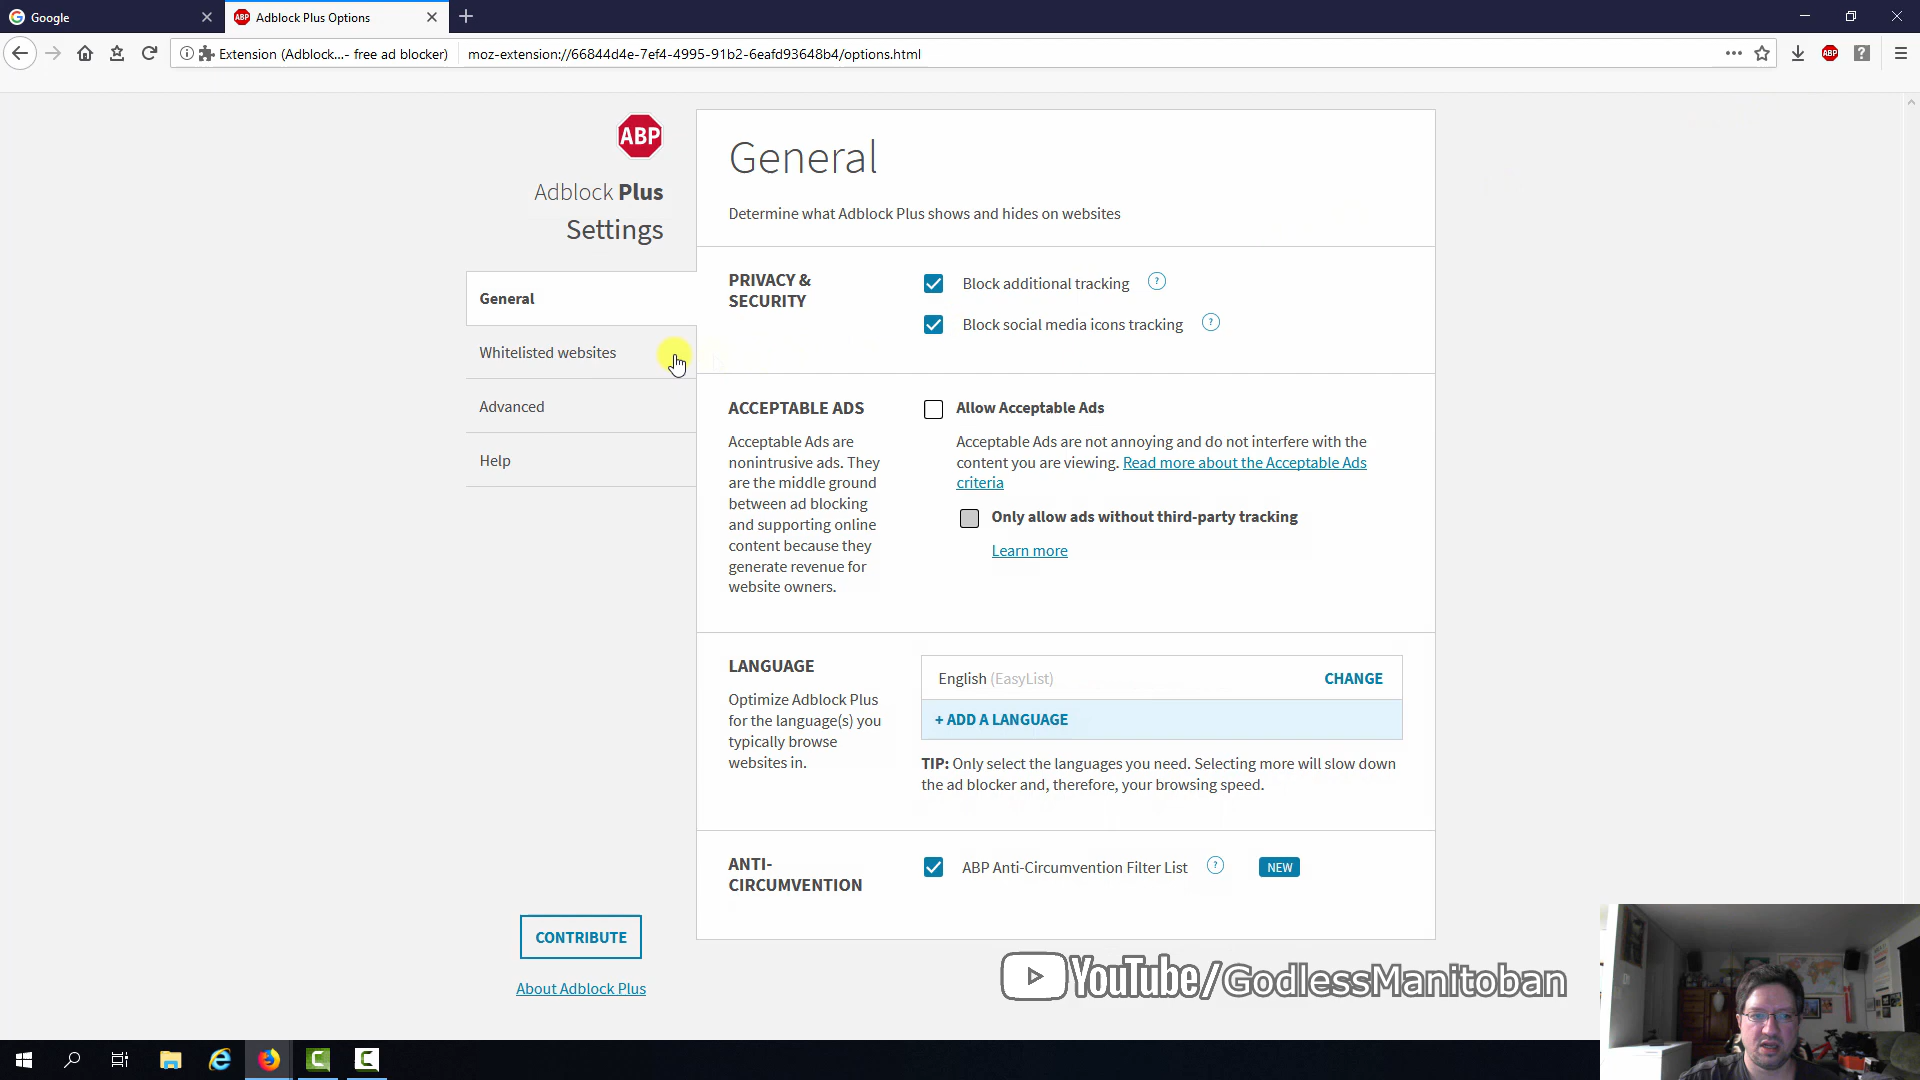 Google
ABP Adblock Plus Options
Extension (Adblock...- free ad blocker)
moz-extension://66844d4e-7ef4-4995-91b2-6eafd93648b4/options.html
ABP
ABP
Adblock Plus
Settings
General
Whitelisted websites
Advanced
Help
CONTRIBUTE
About Adblock Plus
General
Determine what Adblock Plus shows and hides on websites
PRIVACY &
SECURITY
Block additional tracking ?
Block social media icons tracking ?
ACCEPTABLE ADS
Acceptable Ads are
nonintrusive ads. They
are the middle ground
between ad blocking
and supporting online
content because they
generate revenue for
website owners.
Allow Acceptable Ads
Acceptable Ads are not annoying and do not interfere with the
content you are viewing. Read more about the Acceptable Ads
criteria
Only allow ads without third-party tracking
Learn more
LANGUAGE
Optimize Adblock Plus
for the language(s) you
typically browse
websites in.
English (EasyList) CHANGE
+ ADD A LANGUAGE
TIP: Only select the languages you need. Selecting more will slow down
the ad blocker and, therefore, your browsing speed.
ANTI-
CIRCUMVENTION
ABP Anti-Circumvention Filter List ? NEW
YouTube/GodlessManitoban